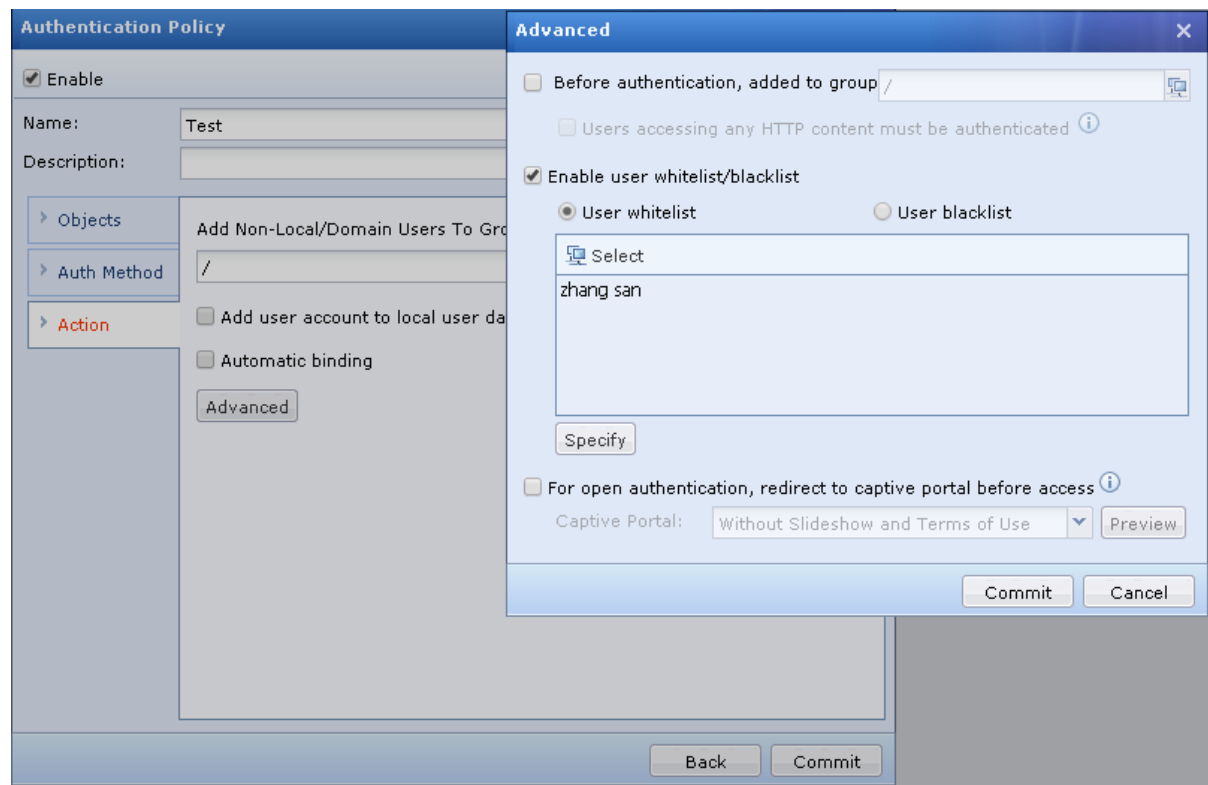 Authentication Policy
Enable
Name: Test
Description:
Objects
Auth Method
Action
Add Non-Local/Domain Users To Gro
/
Add user account to local user da
Automatic binding
Advanced
Back Commit
Advanced
Before authentication, added to group /
Users accessing any HTTP content must be authenticated
Enable user whitelist/blacklist
User whitelist User blacklist
Select
zhang san
Specify
For open authentication, redirect to captive portal before access
Captive Portal: Without Slideshow and Terms of Use Preview
Commit Cancel